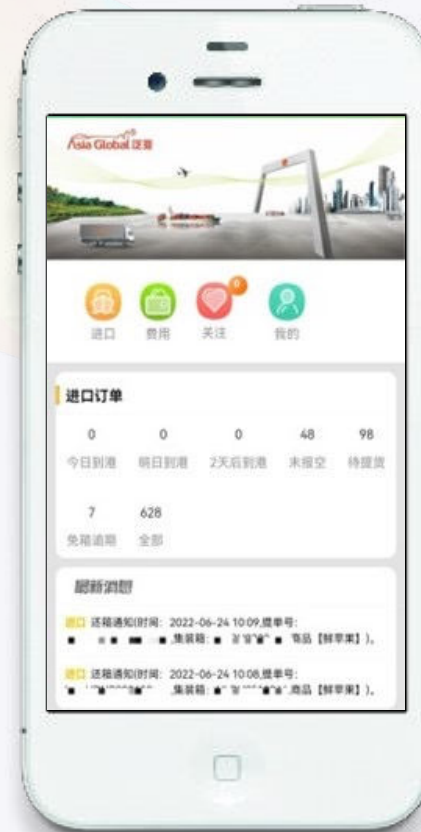 Asia Global 泛亚
进口 费用 关注 0 我的
进口订单
0 0 0 48 98
今日到港 明日到港 2天后到港 未报空 待提货
7 628
免箱逾期 全部
最新消息
进口 还箱通知(时间: 2022-06-24 10:09,提单号:
,集装箱: 商品【鲜苹果】)。
进口 还箱通知(时间: 2022-06-24 10:08,提单号:
,集装箱: ,商品【鲜苹果】)。